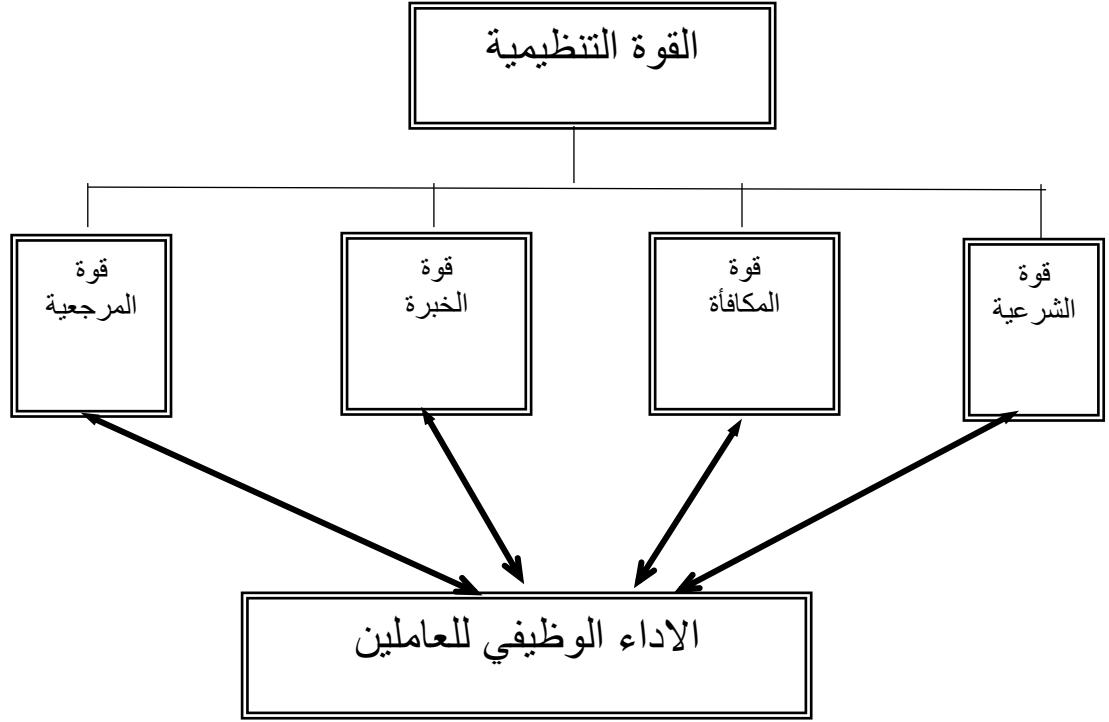 القوة التنظيمية
قوة
الشرعية
قوة
المكافأة
قوة
الخبرة
قوة
المرجعية
الاداء الوظيفي للعاملين